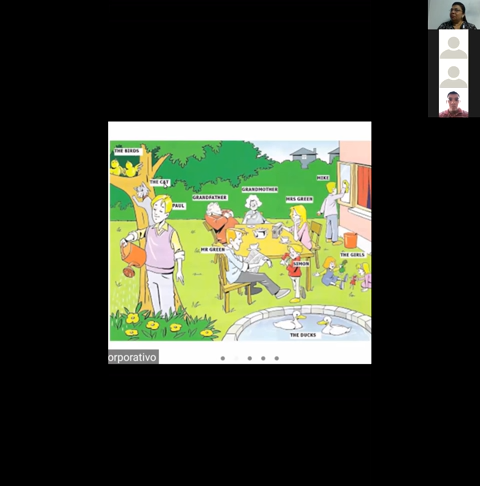 THE BIRDS
THE CAT
PAUL
GRANDFATHER
GRANDMOTHER
MRS GREEN
MIKE
MR GREEN
SIMON
THE GIRLS
THE DUCKS
orporativo